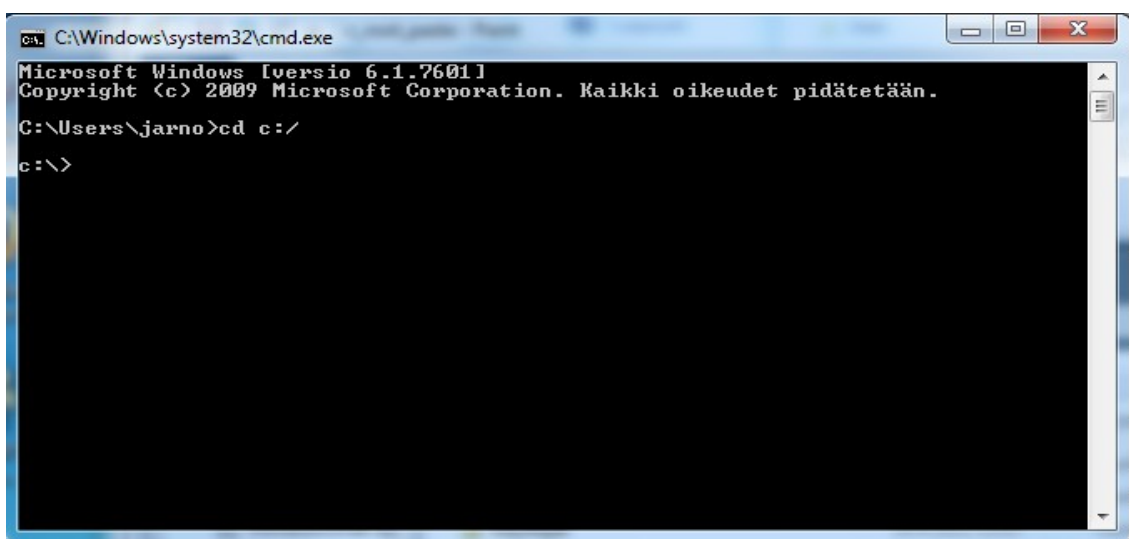 C:\Windows\system32\cmd.exe
Microsoft Windows [versio 6.1.7601]
Copyright (c) 2009 Microsoft Corporation. Kaikki oikeudet pidätetään.
C:\Users\jarno>cd c:/
c:\>